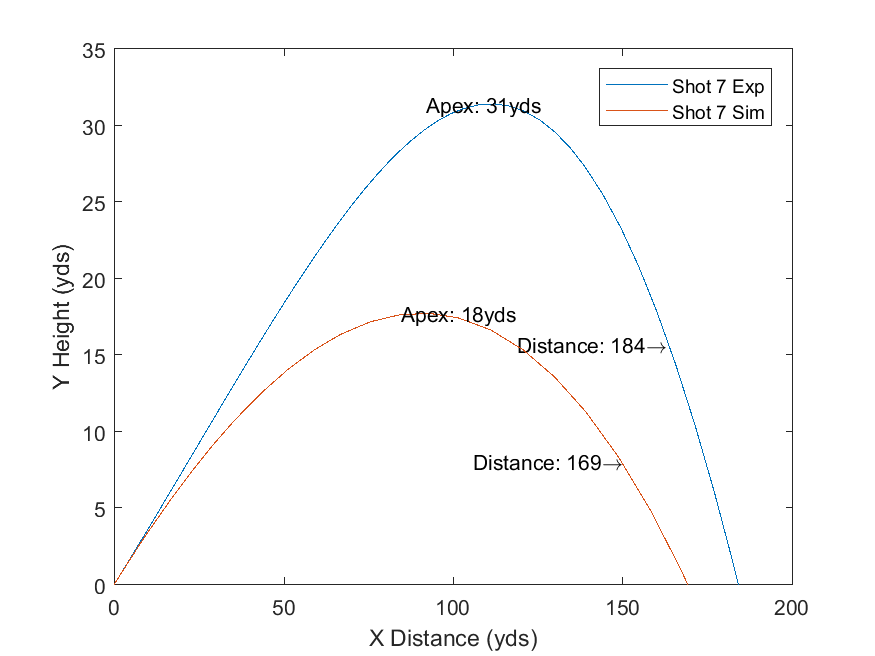 35
30
25
20
15
10
5
0
Y Height (yds)
Shot 7 Exp
Shot 7 Sim
Apex: 31yds
Apex: 18yds
Distance: 184→
Distance: 169→
0 50 100 150 200
X Distance (yds)